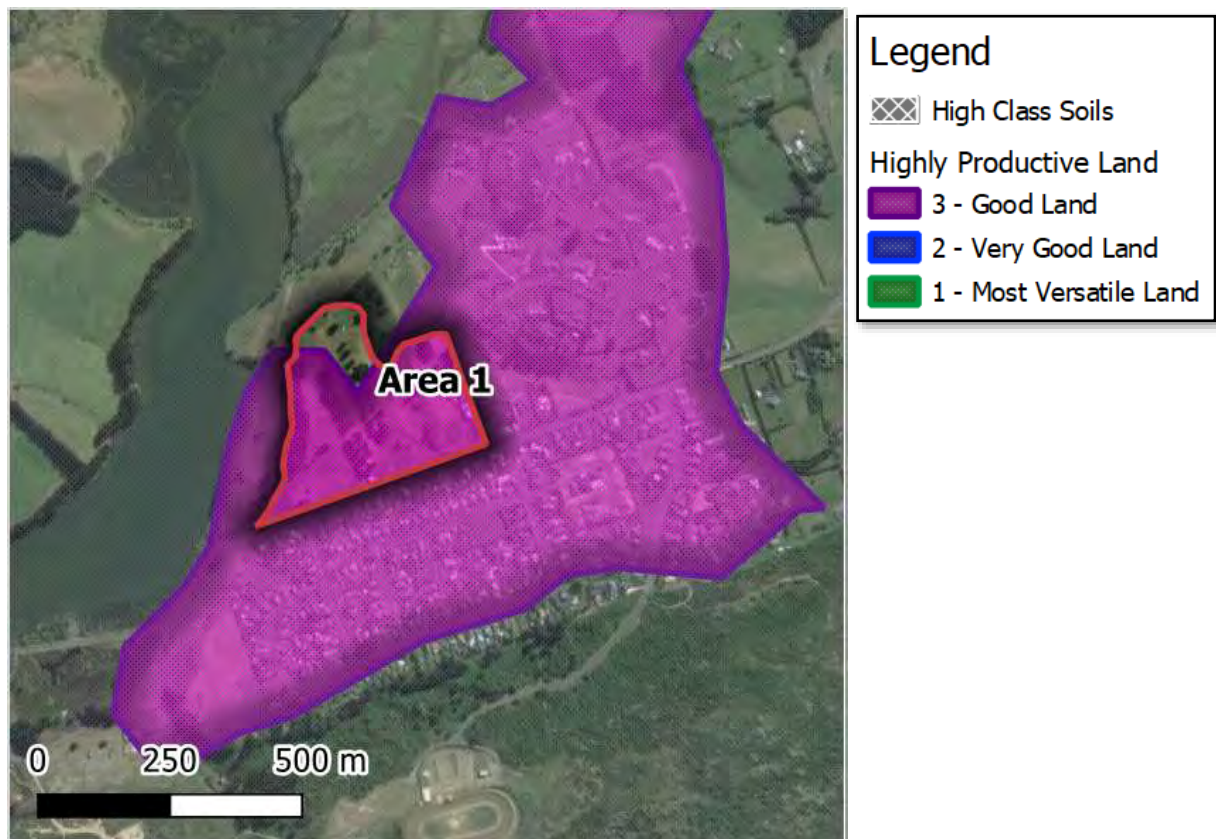 Area 1
0 250 500 m
Legend
High Class Soils
Highly Productive Land
3 - Good Land
2 - Very Good Land
1 - Most Versatile Land